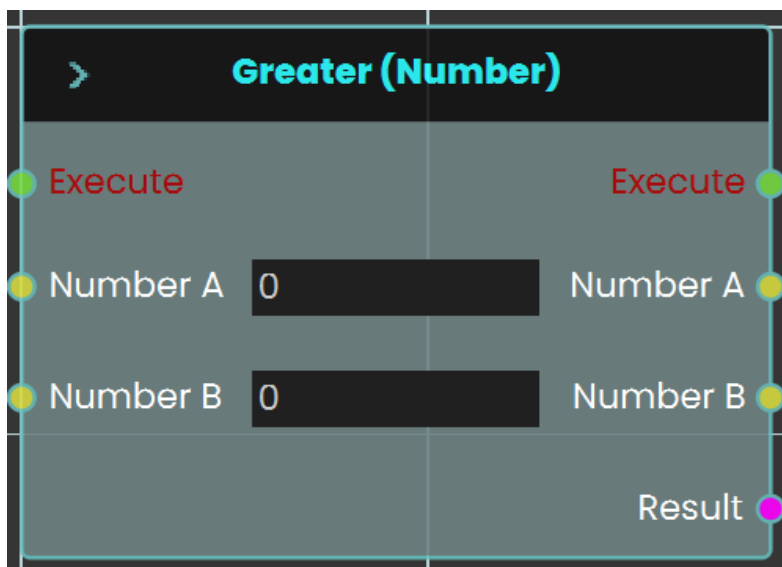 > Greater (Number)
Execute Execute
Number A 0 Number A
Number B 0 Number B
Result